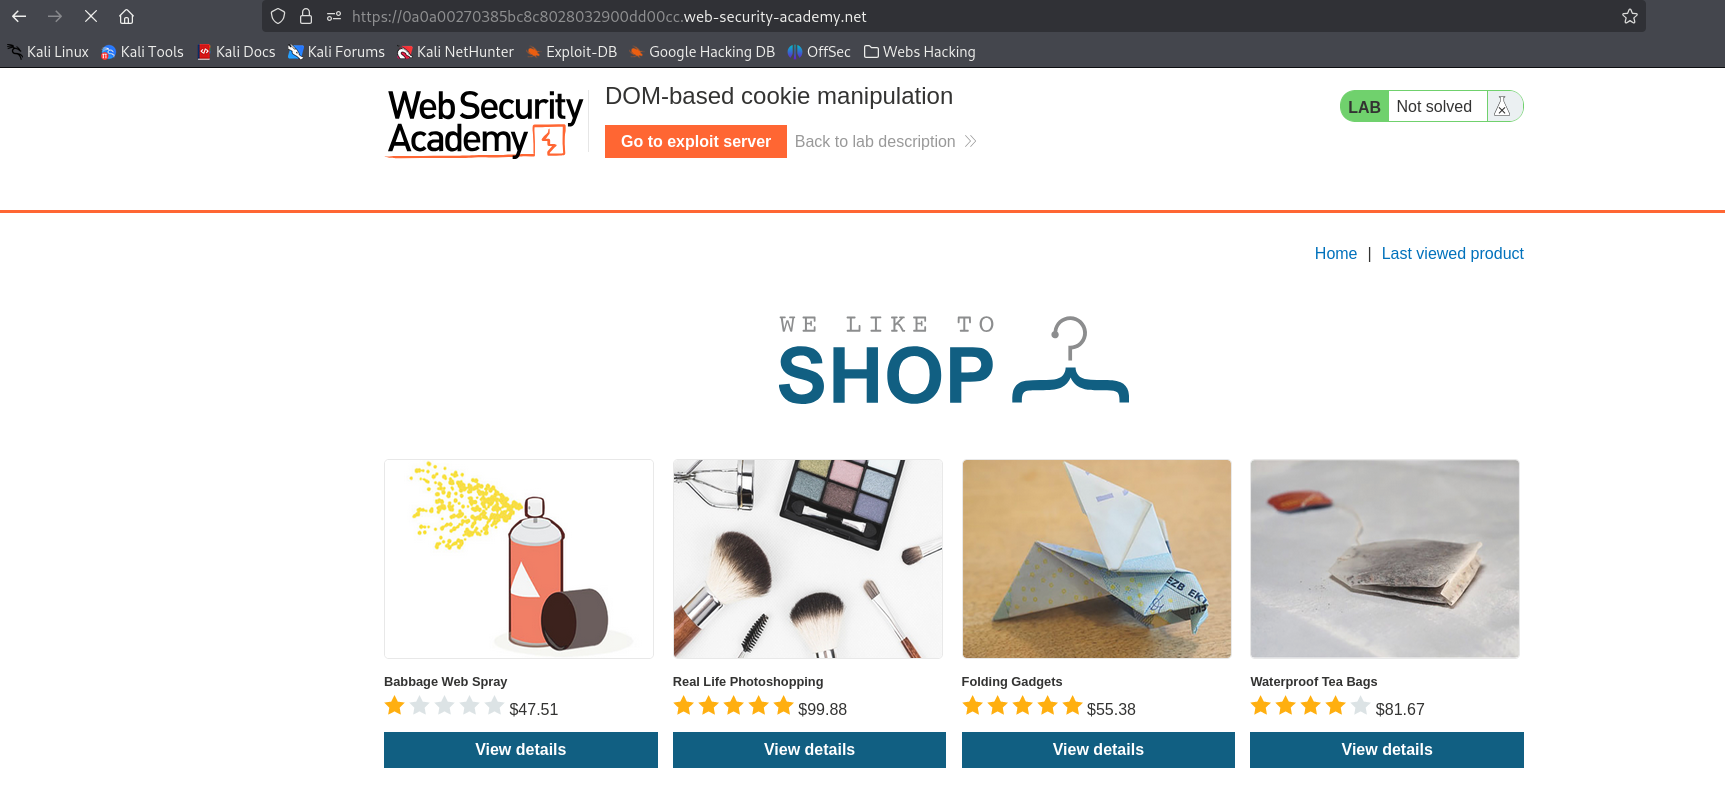 https://0a0a00270385bc8c8028032900dd00cc.web-security-academy.net
Kali Linux Kali Tools Kali Docs Kali Forums Kali NetHunter Exploit-DB Google Hacking DB OffSec Webs Hacking
Web Security
Academy
DOM-based cookie manipulation
Go to exploit server Back to lab description
LAB Not solved
Home | Last viewed product
WE LIKE TO
SHOP
EZB EKT
Babbage Web Spray
$47.51
View details
Real Life Photoshopping
$99.88
View details
Folding Gadgets
$55.38
View details
Waterproof Tea Bags
$81.67
View details